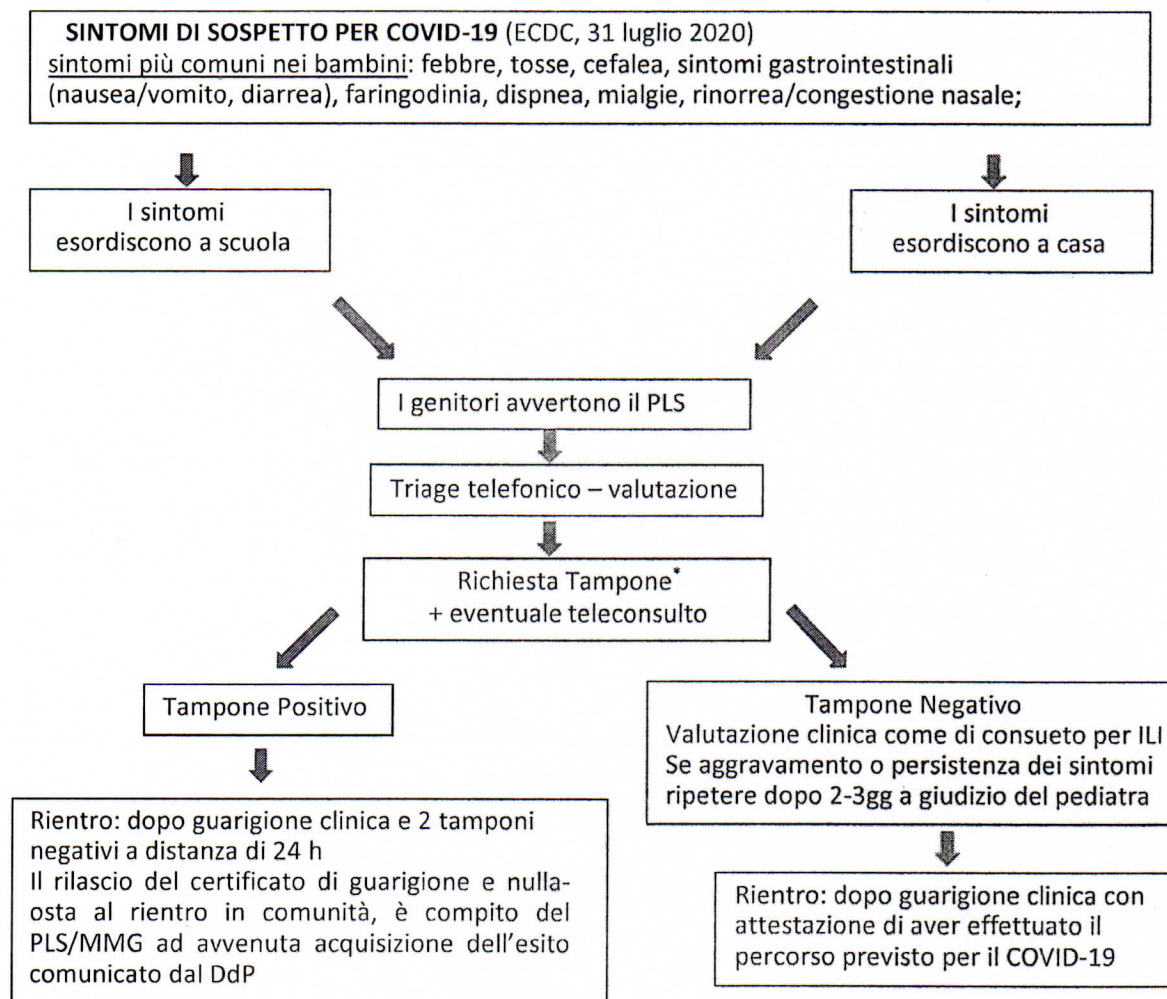 SINTOMI DI SOSPETTO PER COVID-19 (ECDC, 31 luglio 2020)
sintomi più comuni nei bambini: febbre, tosse, cefalea, sintomi gastrointestinali
(nausea/vomito, diarrea), faringodinia, dispnea, mialgie, rinorrea/congestione nasale;
I sintomi
esordiscono a scuola
I sintomi
esordiscono a casa
I genitori avvertono il PLS
Triage telefonico – valutazione
Richiesta Tampone*
+ eventuale teleconsulto
Tampone Positivo
Tampone Negativo
Valutazione clinica come di consueto per ILI
Se aggravamento o persistenza dei sintomi
ripetere dopo 2-3gg a giudizio del pediatra
Rientro: dopo guarigione clinica e 2 tamponi
negativi a distanza di 24 h
Il rilascio del certificato di guarigione e nulla-
osta al rientro in comunità, è compito del
PLS/MMG ad avvenuta acquisizione dell'esito
comunicato dal DdP
Rientro: dopo guarigione clinica con
attestazione di aver effettuato il
percorso previsto per il COVID-19